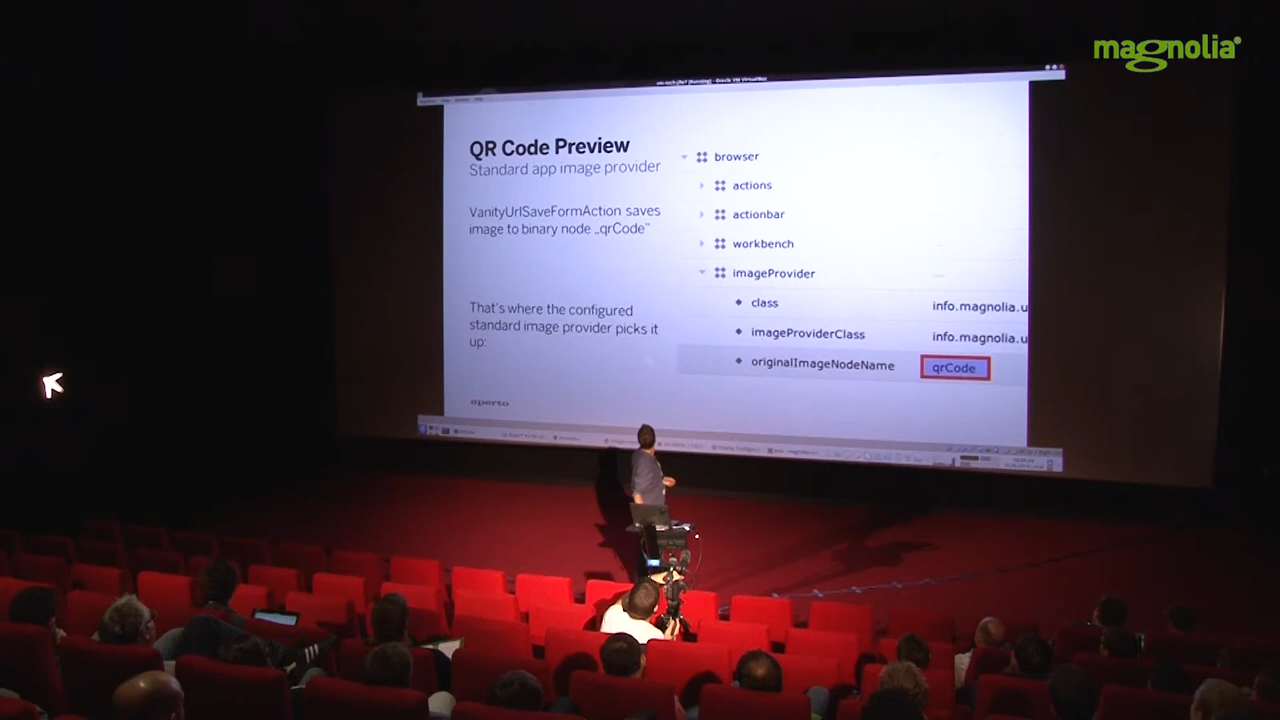 magnolia®
QR Code Preview
Standard app image provider
VanityUrlSaveFormAction saves
image to binary node „qrCode“
That's where the configured
standard image provider picks it
up:
aperto
browser
actions
actionbar
workbench
imageProvider
class info.magnolia.u
imageProviderClass info.magnolia.u
originalImageNodeName qrCode